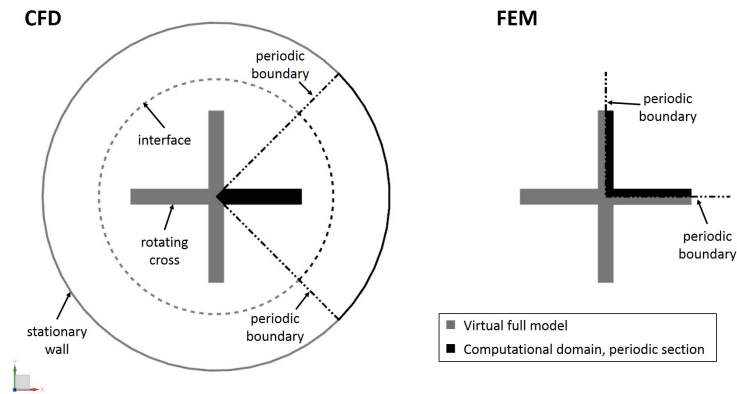 CFD
FEM
periodic
boundary
interface
rotating
cross
stationary
wall
periodic
boundary
periodic
boundary
periodic
boundary
Virtual full model
Computational domain, periodic section